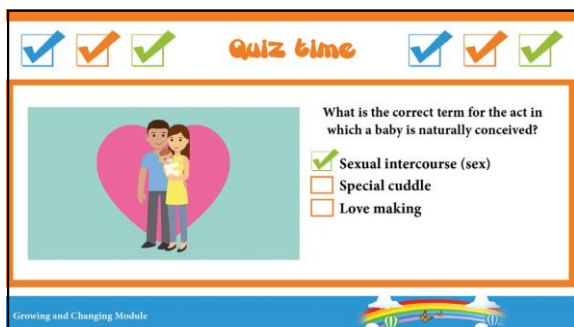 Quiz time
What is the correct term for the act in
which a baby is naturally conceived?
Sexual intercourse (sex)
Special cuddle
Love making
Growing and Changing Module